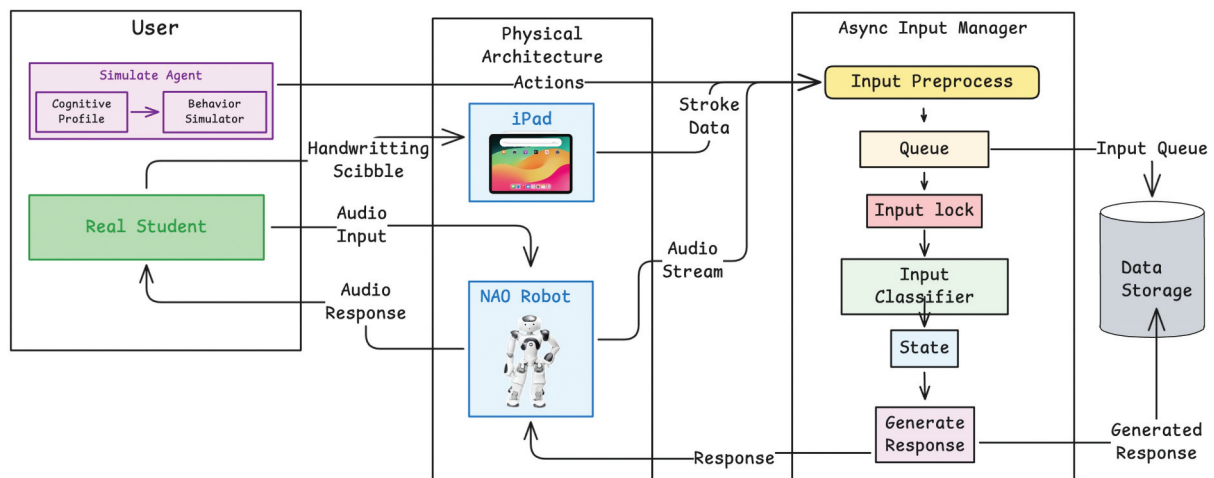 User
Simulate Agent
Cognitive
Profile
Behavior
Simulator
Real Student
Handwritting
Scibble
Audio
Input
Audio
Response
Physical
Architecture
Actions
iPad
NAO Robot
Stroke
Data
Audio
Stream
Response
Async Input Manager
Input Preprocess
Queue
Input lock
Input
Classifier
State
Generate
Response
Input Queue
Data
Storage
Generated
Response